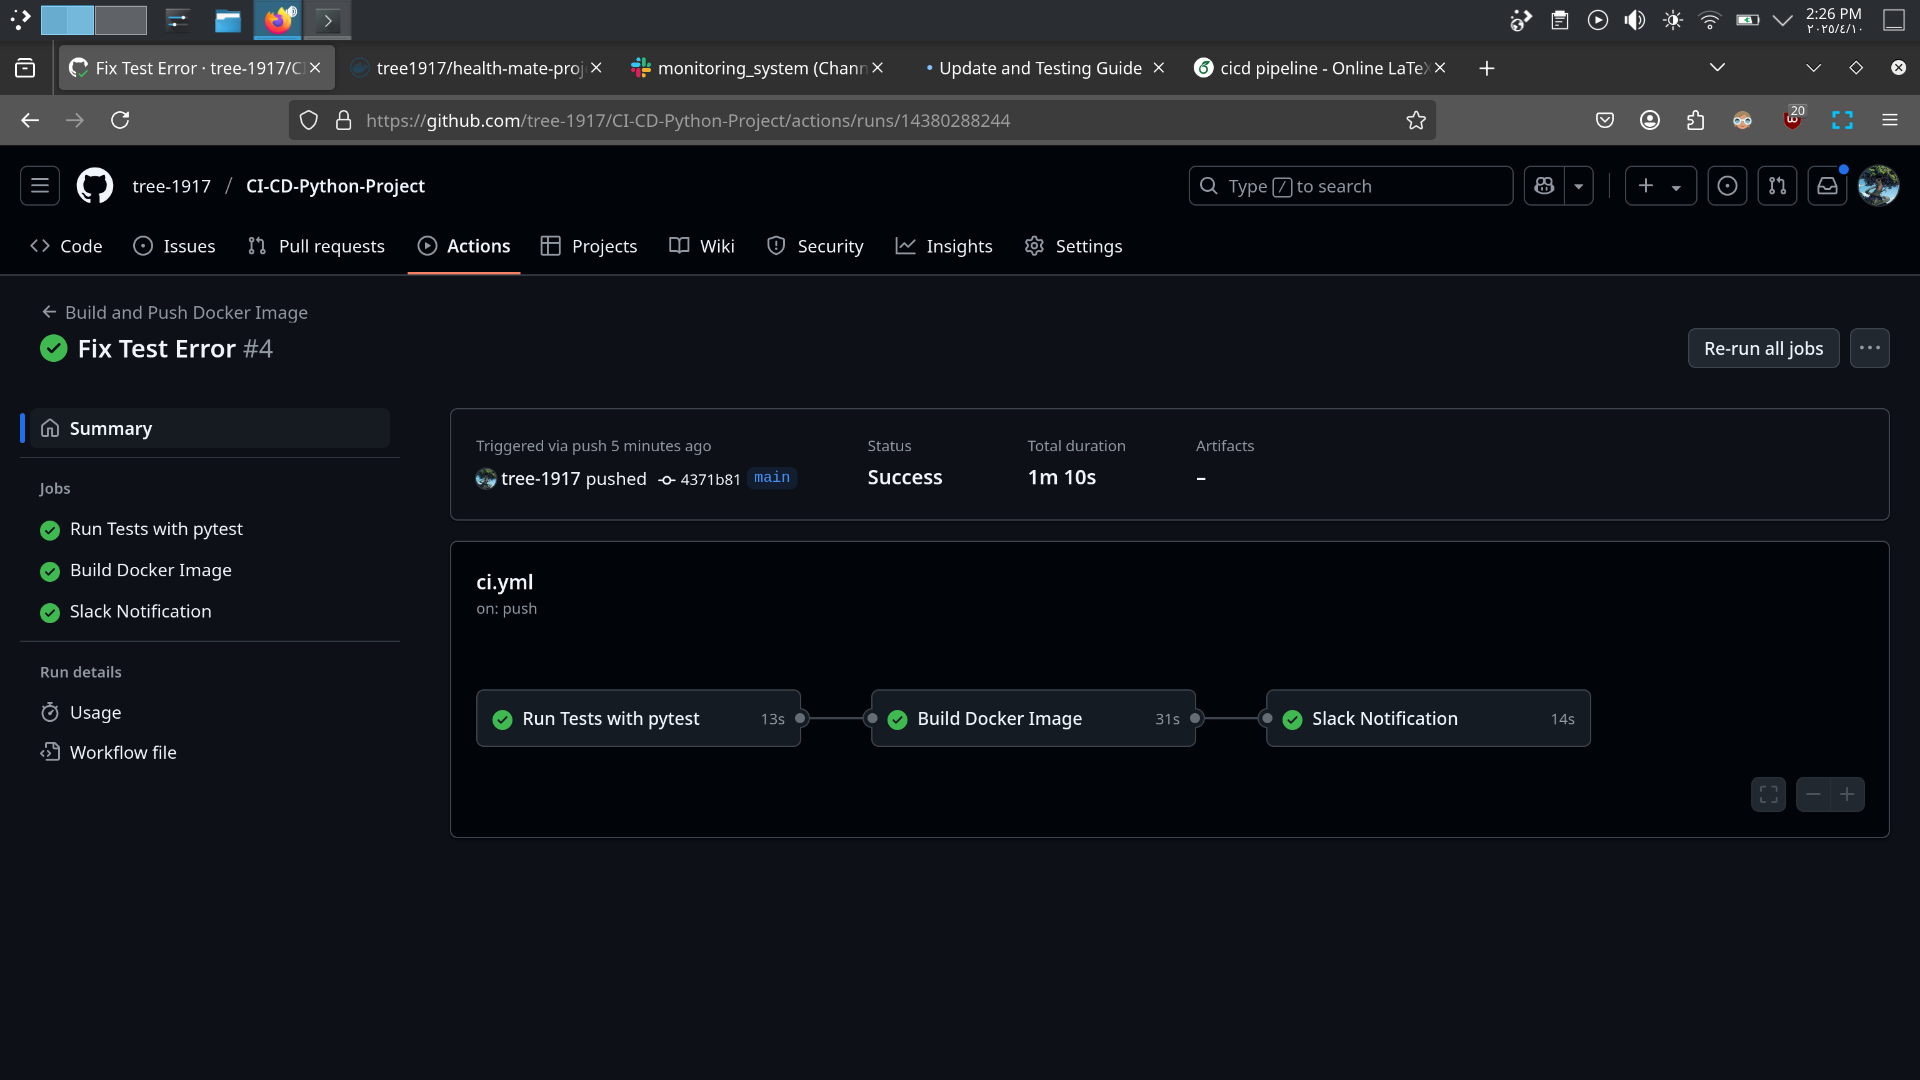 2:26 PM
٢٠٢٥/٤/١٠
Fix Test Error · tree-1917/C
tree1917/health-mate-proj
monitoring_system (Chann
Update and Testing Guide
cicd pipeline - Online LaTeX
https://github.com/tree-1917/CI-CD-Python-Project/actions/runs/14380288244
20
tree-1917 / CI-CD-Python-Project
Type / to search
Code
Issues
Pull requests
Actions
Projects
Wiki
Security
Insights
Settings
Build and Push Docker Image
Fix Test Error #4
Re-run all jobs
Summary
Jobs
Run Tests with pytest
Build Docker Image
Slack Notification
Run details
Usage
Workflow file
Triggered via push 5 minutes ago
tree-1917 pushed 4371b81 main
Status
Success
Total duration
1m 10s
Artifacts
–
ci.yml
on: push
Run Tests with pytest 13s
Build Docker Image 31s
Slack Notification 14s